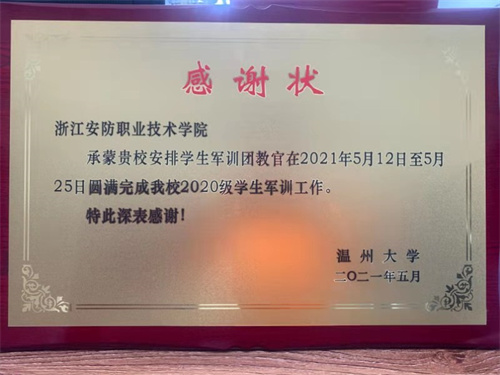 感谢状
浙江安防职业技术学院
承蒙贵校安排学生军训团教官在2021年5月12日至5月
25日圆满完成我校2020级学生军训工作。
特此深表感谢！
温州大学
二〇二一年五月